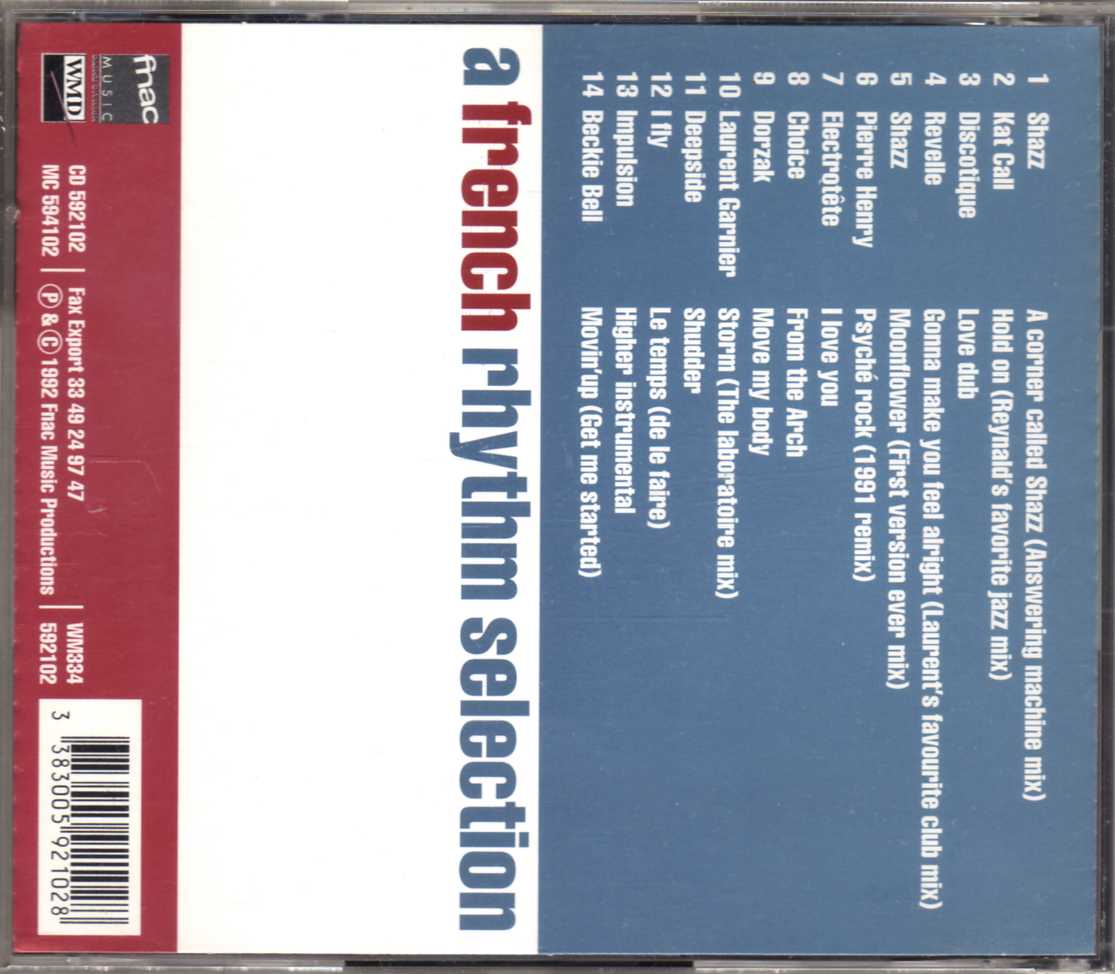 1 Shazz A corner called Shazz (Answering machine mix)
2 Kat Call Hold on (Reynald's favorite jazz mix)
3 Discotique Love dub
4 Revelle Gonna make you feel alright (Laurent's favourite club mix)
5 Shazz Moonflower (First version ever mix)
6 Pierre Henry Psyché rock (1991 remix)
7 Electrotête I love you
8 Choice From the Arch
9 Dorzak Move my body
10 Laurent Garnier Storm (The laboratoire mix)
11 Deepside Shudder
12 I fly Le temps (de le faire)
13 Impulsion Higher instrumental
14 Beckie Bell Movin'up (Get me started)
a french rhythm selection
fnac
MUSIC
WMD
CD 592102 | Fax Export 33 49 24 97 47 | WM334
MC 594102 | Ⓟ & © 1992 Fnac Music Productions | 592102
3 383005 921028